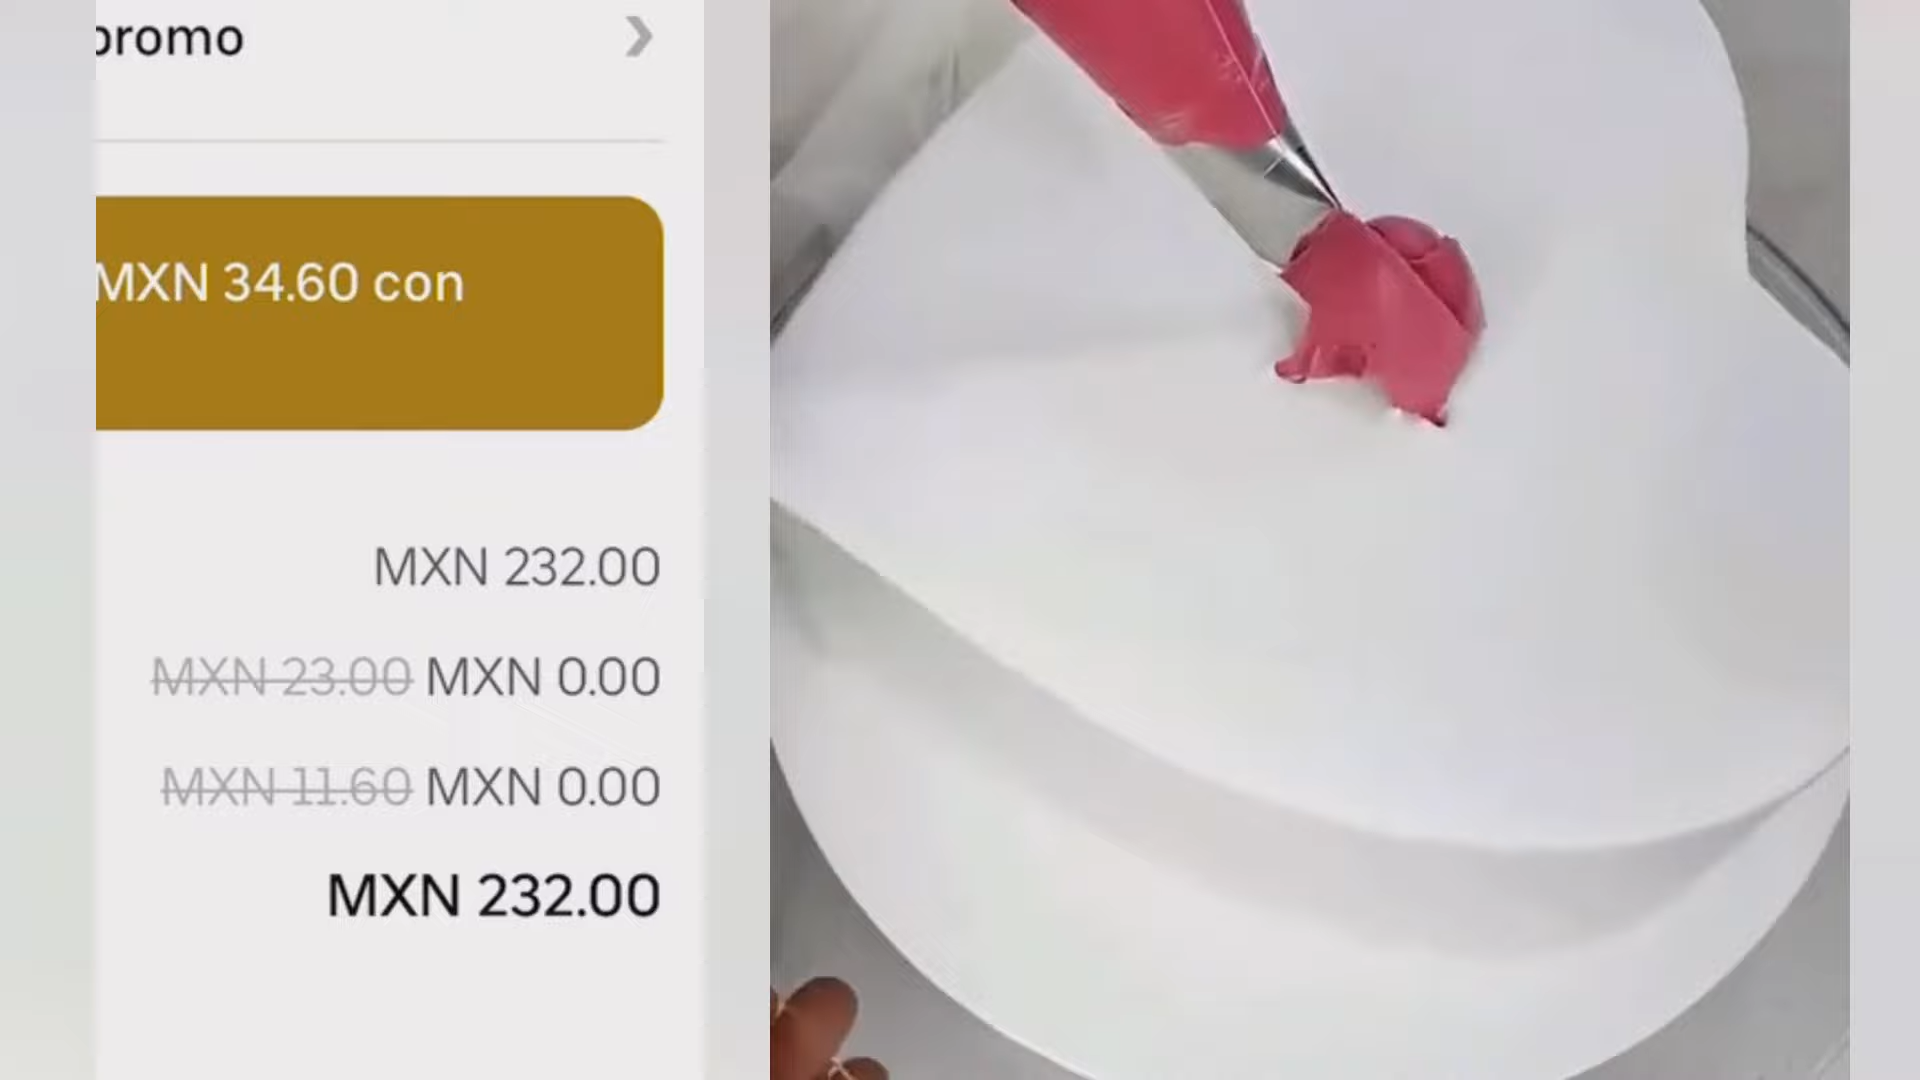 promo
MXN 34.60 con
MXN 232.00
MXN 23.00 MXN 0.00
MXN 11.60 MXN 0.00
MXN 232.00